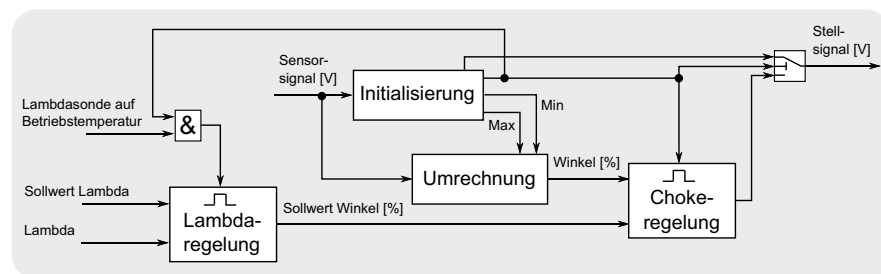 Stell-
signal [V]
Sensor-
signal [V]
Initialisierung
Min
Max
Lambdasonde auf
Betriebstemperatur
&
Umrechnung
Winkel [%]
Choke-
regelung
Sollwert Lambda
Lambda
Lambda-
regelung
Sollwert Winkel [%]